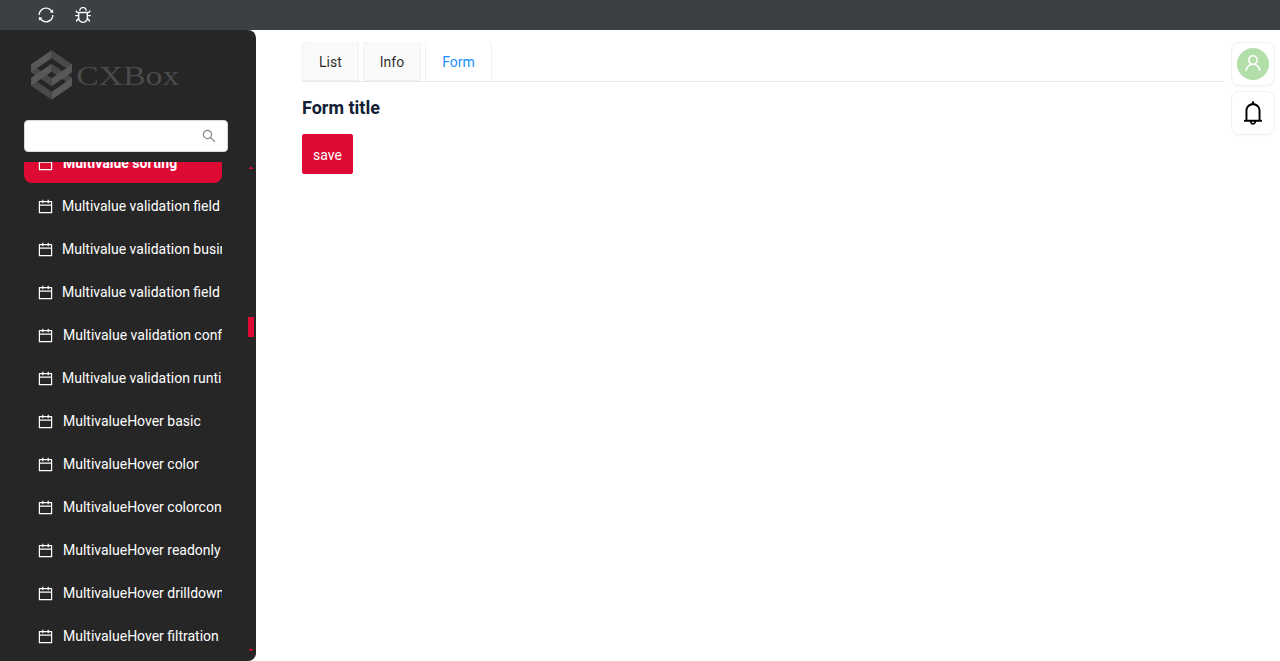 CXBox
List
Info
Form
Form title
save
Multivalue sorting
Multivalue validation field
Multivalue validation busi
Multivalue validation field
Multivalue validation conf
Multivalue validation runti
MultivalueHover basic
MultivalueHover color
MultivalueHover colorcon
MultivalueHover readonly
MultivalueHover drilldown
MultivalueHover filtration